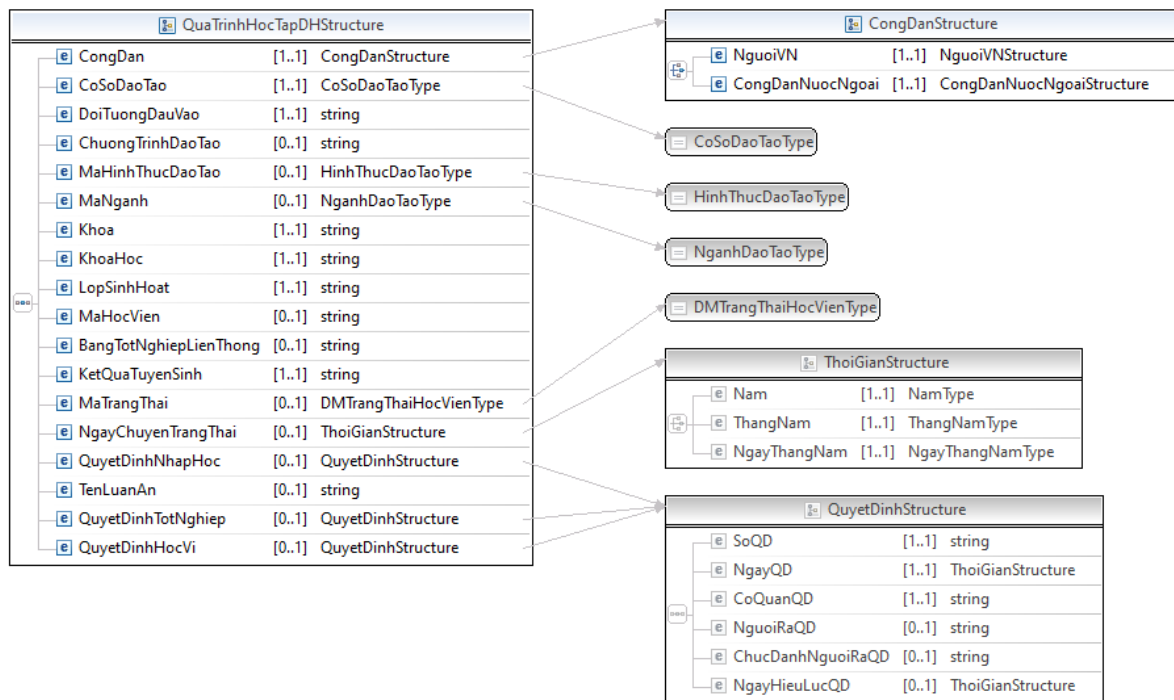 QuaTrinhHocTapDHStructure
CongDan [1..1] CongDanStructure
CoSoDaoTao [1..1] CoSoDaoTaoType
DoiTuongDauVao [1..1] string
ChuongTrinhDaoTao [0..1] string
MaHinhThucDaoTao [0..1] HinhThucDaoTaoType
MaNganh [0..1] NganhDaoTaoType
Khoa [1..1] string
KhoaHoc [1..1] string
LopSinhHoat [1..1] string
MaHocVien [0..1] string
BangTotNghiepLienThong [0..1] string
KetQuaTuyenSinh [1..1] string
MaTrangThai [0..1] DMTrangThaiHocVienType
NgayChuyenTrangThai [0..1] ThoiGianStructure
QuyetDinhNhapHoc [0..1] QuyetDinhStructure
TenLuanAn [0..1] string
QuyetDinhTotNghiep [0..1] QuyetDinhStructure
QuyetDinhHocVi [0..1] QuyetDinhStructure
CongDanStructure
NguoiVN [1..1] NguoiVNStructure
CongDanNuocNgoai [1..1] CongDanNuocNgoaiStructure
CoSoDaoTaoType
HinhThucDaoTaoType
NganhDaoTaoType
DMTrangThaiHocVienType
ThoiGianStructure
Nam [1..1] NamType
ThangNam [1..1] ThangNamType
NgayThangNam [1..1] NgayThangNamType
QuyetDinhStructure
SoQD [1..1] string
NgayQD [1..1] ThoiGianStructure
CoQuanQD [1..1] string
NguoiRaQD [0..1] string
ChucDanhNguoiRaQD [0..1] string
NgayHieuLucQD [0..1] ThoiGianStructure